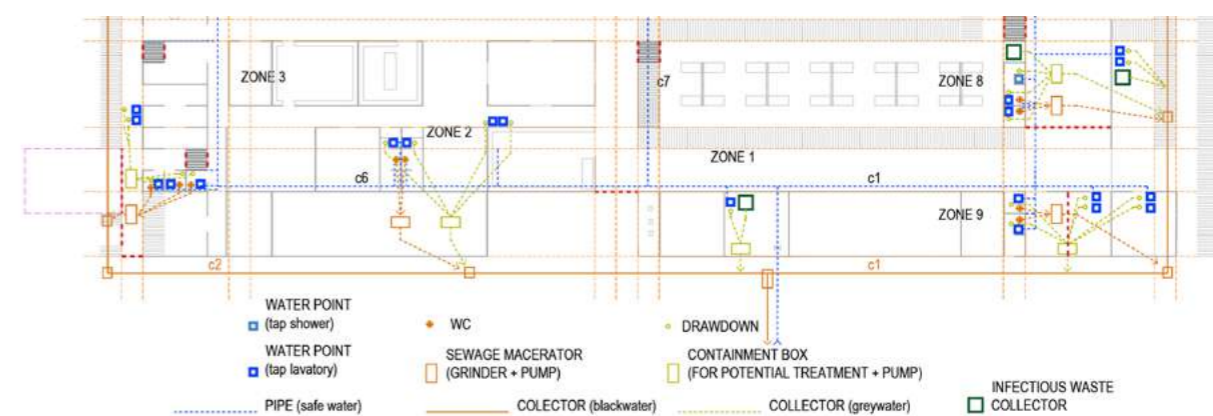 ZONE 3
c7
ZONE 8
ZONE 2
ZONE 1
c6
c1
ZONE 9
c2
c1
WATER POINT
(tap shower)
WC
DRAWDOWN
WATER POINT
(tap lavatory)
SEWAGE MACERATOR
(GRINDER + PUMP)
CONTAINMENT BOX
(FOR POTENTIAL TREATMENT + PUMP)
PIPE (safe water)
COLECTOR (blackwater)
COLLECTOR (greywater)
INFECTIOUS WASTE
COLLECTOR